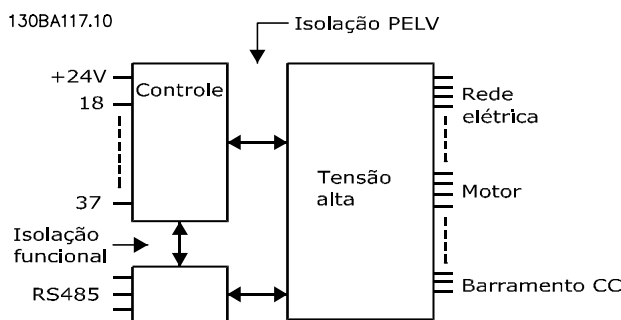 130BA117.10
Isolação PELV
+24V
18
37
Controle
Tensão
alta
Rede
elétrica
Motor
Barramento CC
Isolação
funcional
RS485